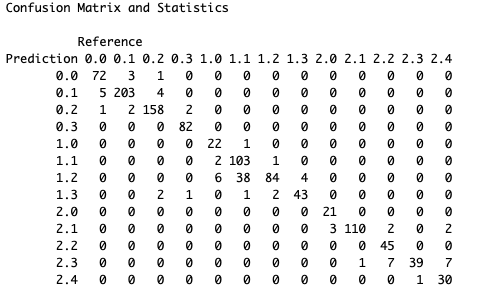 Confusion Matrix and Statistics
Reference
Prediction 0.0 0.1 0.2 0.3 1.0 1.1 1.2 1.3 2.0 2.1 2.2 2.3 2.4
0.0 72 3 1 0 0 0 0 0 0 0 0 0 0
0.1 5 203 4 0 0 0 0 0 0 0 0 0 0
0.2 1 2 158 2 0 0 0 0 0 0 0 0 0
0.3 0 0 0 82 0 0 0 0 0 0 0 0 0
1.0 0 0 0 0 22 1 0 0 0 0 0 0 0
1.1 0 0 0 0 2 103 1 0 0 0 0 0 0
1.2 0 0 0 0 6 38 84 4 0 0 0 0 0
1.3 0 0 2 1 0 1 2 43 0 0 0 0 0
2.0 0 0 0 0 0 0 0 0 21 0 0 0 0
2.1 0 0 0 0 0 0 0 0 3 110 2 0 2
2.2 0 0 0 0 0 0 0 0 0 0 45 0 0
2.3 0 0 0 0 0 0 0 0 0 1 7 39 7
2.4 0 0 0 0 0 0 0 0 0 0 0 1 30